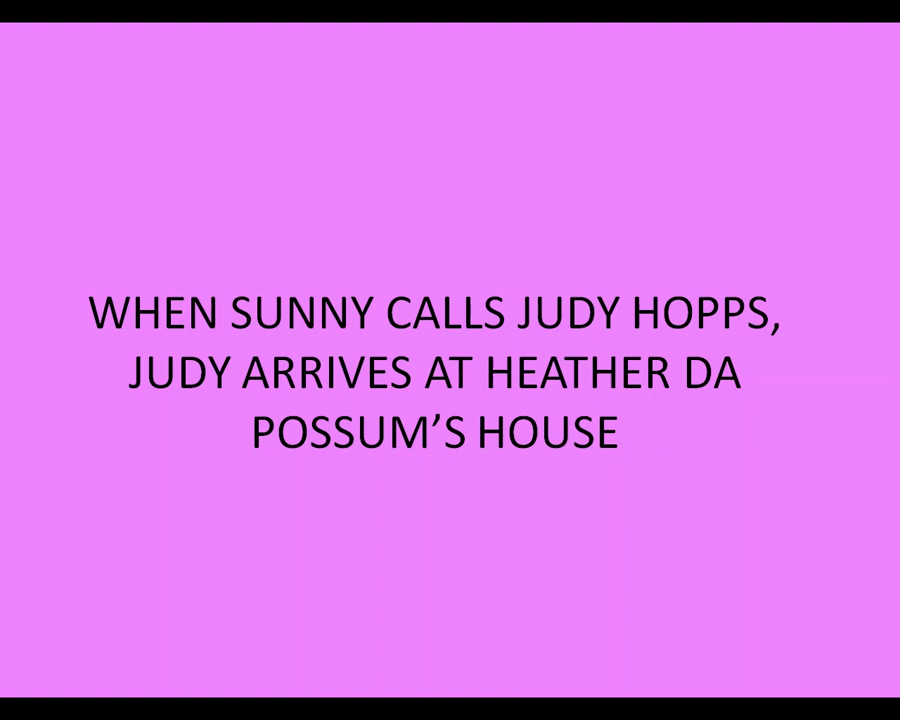 WHEN SUNNY CALLS JUDY HOPPS,
JUDY ARRIVES AT HEATHER DA
POSSUM’S HOUSE